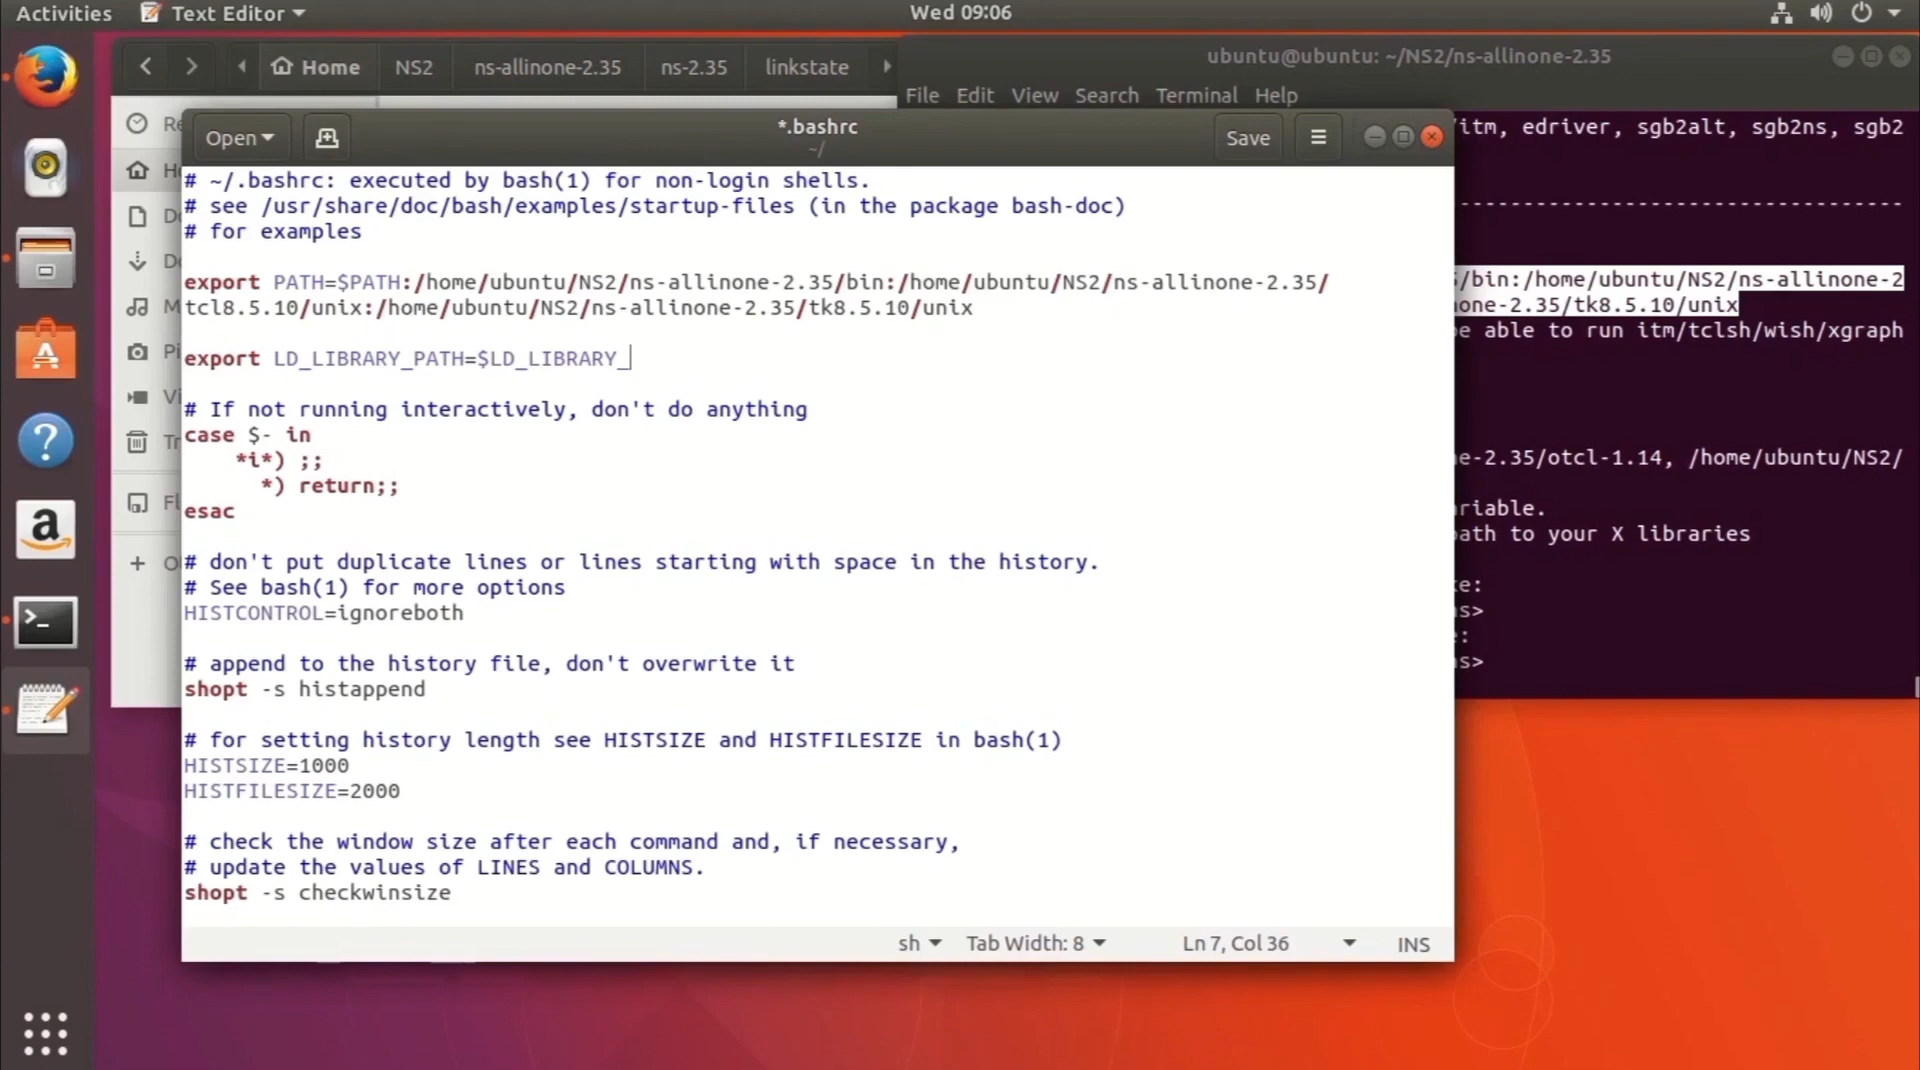 Activities
Text Editor
Wed 09:06
Home
NS2
ns-allinone-2.35
ns-2.35
linkstate
ubuntu@ubuntu: ~/NS2/ns-allinone-2.35
File Edit View Search Terminal Help
Open
*.bashrc
~/
Save
# ~/.bashrc: executed by bash(1) for non-login shells.
# see /usr/share/doc/bash/examples/startup-files (in the package bash-doc)
# for examples
export PATH=$PATH:/home/ubuntu/NS2/ns-allinone-2.35/bin:/home/ubuntu/NS2/ns-allinone-2.35/
tcl8.5.10/unix:/home/ubuntu/NS2/ns-allinone-2.35/tk8.5.10/unix
export LD_LIBRARY_PATH=$LD_LIBRARY_
# If not running interactively, don't do anything
case $- in
*i*) ;;
*) return;;
esac
# don't put duplicate lines or lines starting with space in the history.
# See bash(1) for more options
HISTCONTROL=ignoreboth
# append to the history file, don't overwrite it
shopt -s histappend
# for setting history length see HISTSIZE and HISTFILESIZE in bash(1)
HISTSIZE=1000
HISTFILESIZE=2000
# check the window size after each command and, if necessary,
# update the values of LINES and COLUMNS.
shopt -s checkwinsize
sh
Tab Width: 8
Ln 7, Col 36
INS
/itm, edriver, sgb2alt, sgb2ns, sgb2
-----------------------------------
/bin:/home/ubuntu/NS2/ns-allinone-2
one-2.35/tk8.5.10/unix
be able to run itm/tclsh/wish/xgraph
e-2.35/otcl-1.14, /home/ubuntu/NS2/
riable.
ath to your X libraries